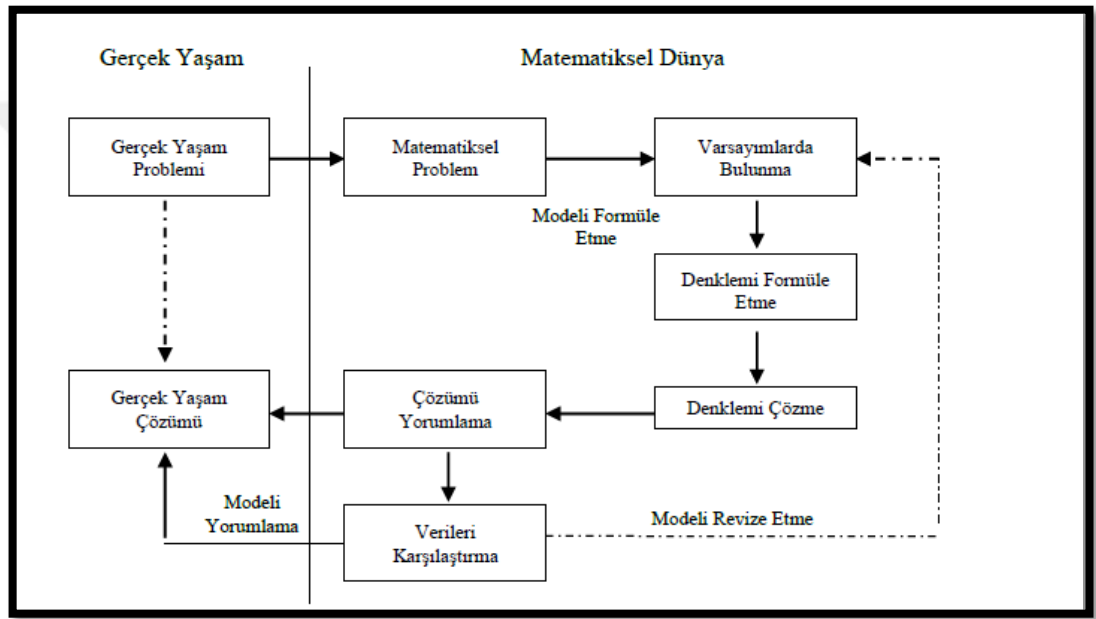 Gerçek Yaşam
Matematiksel Dünya
Gerçek Yaşam
Problemi
Matematiksel
Problem
Varsayımlarda
Bulunma
Modeli Formüle
Etme
Denklemi Formüle
Etme
Gerçek Yaşam
Çözümü
Çözümü
Yorumlama
Denklemi Çözme
Modeli
Yorumlama
Verileri
Karşılaştırma
Modeli Revize Etme